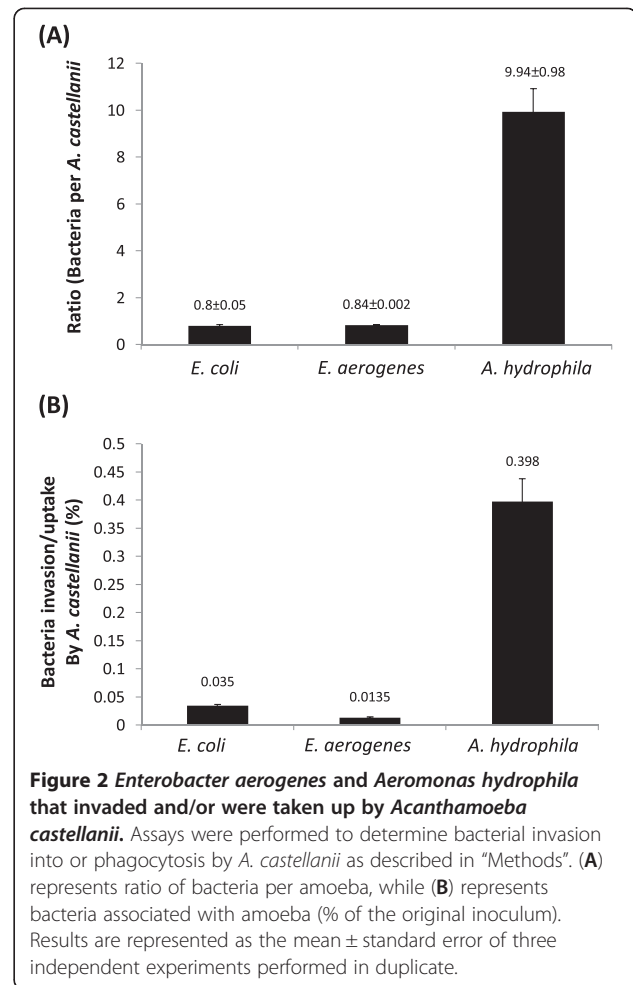 (A)
Ratio (Bacteria per A. castellanii
12
10
8
6
4
2
0
0.8±0.05
0.84±0.002
9.94±0.98
E. coli
E. aerogenes
A. hydrophila
(B)
Bacteria invasion/uptake
By A. castellanii (%)
0.5
0.45
0.4
0.35
0.3
0.25
0.2
0.15
0.1
0.05
0
0.035
0.0135
0.398
E. coli
E. aerogenes
A. hydrophila
Figure 2 Enterobacter aerogenes and Aeromonas hydrophila
that invaded and/or were taken up by Acanthamoeba
castellanii. Assays were performed to determine bacterial invasion
into or phagocytosis by A. castellanii as described in “Methods”. (A)
represents ratio of bacteria per amoeba, while (B) represents
bacteria associated with amoeba (% of the original inoculum).
Results are represented as the mean ± standard error of three
independent experiments performed in duplicate.